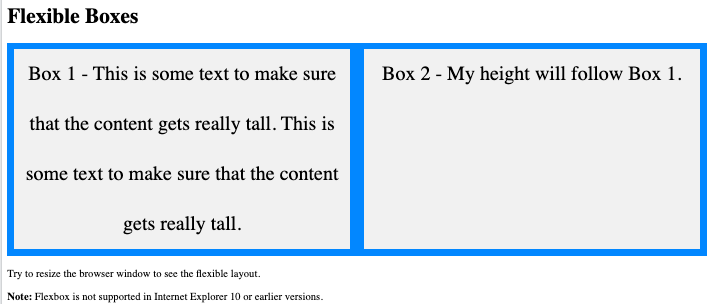 Flexible Boxes
Box 1 - This is some text to make sure
that the content gets really tall. This is
some text to make sure that the content
gets really tall.
Box 2 - My height will follow Box 1.
Try to resize the browser window to see the flexible layout.
Note: Flexbox is not supported in Internet Explorer 10 or earlier versions.